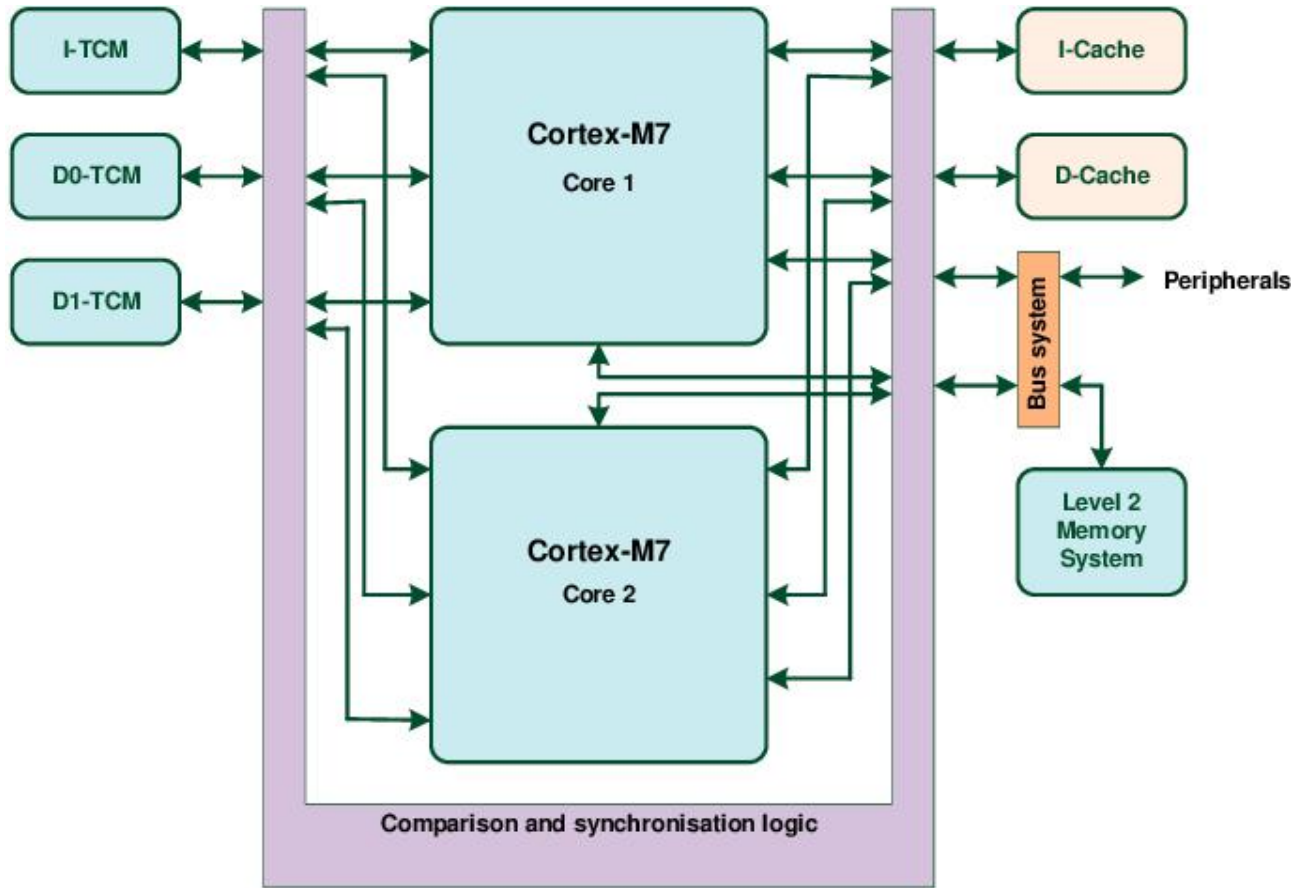 I-TCM
Cortex-M7
Core 1
I-Cache
D0-TCM
D-Cache
D1-TCM
Bus system
Peripherals
Cortex-M7
Core 2
Level 2
Memory
System
Comparison and synchronisation logic